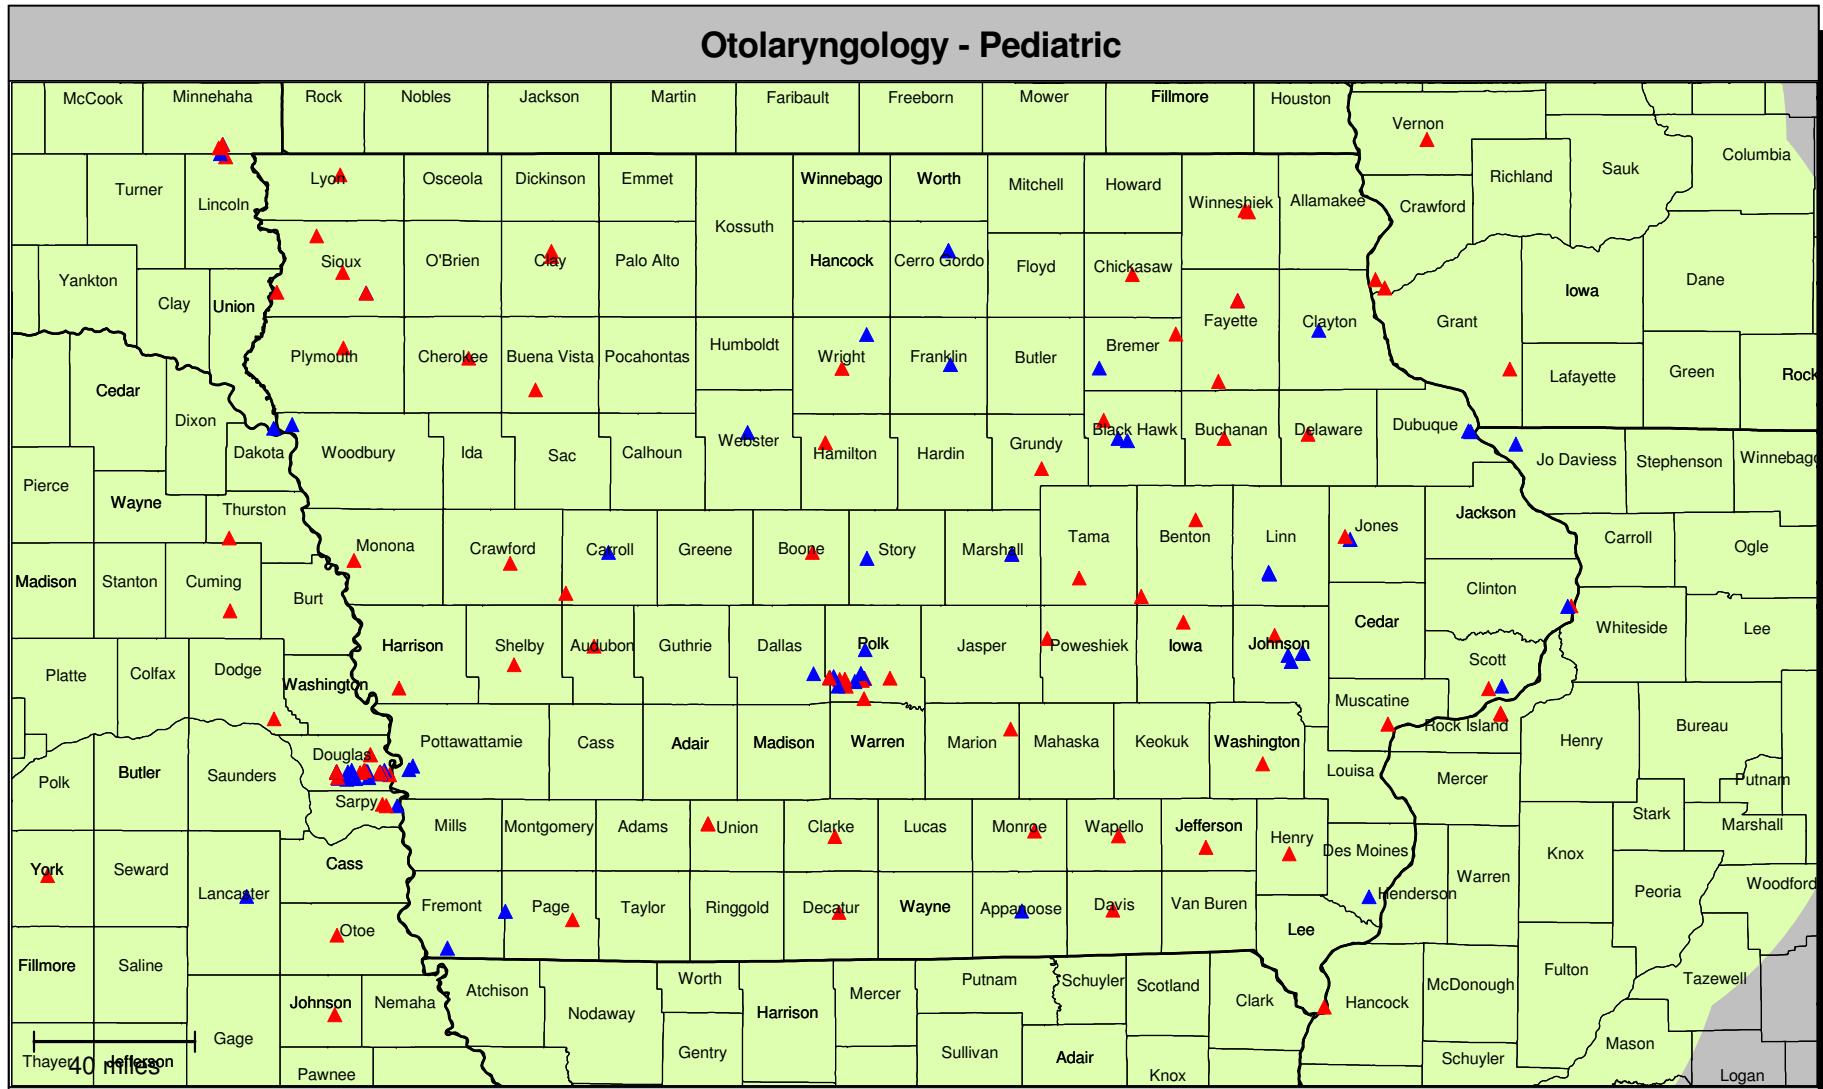 Otolaryngology - Pediatric
McCook
Minnehaha
Rock
Nobles
Jackson
Martin
Faribault
Freeborn
Mower
Fillmore
Houston
Vernon
Columbia
Sauk
Richland
Turner
Lincoln
Lyon
Osceola
Dickinson
Emmet
Kossuth
Winnebago
Worth
Mitchell
Howard
Winneshiek
Allamakee
Crawford
Yankton
Clay
Union
Sioux
O'Brien
Clay
Palo Alto
Hancock
Cerro Gordo
Floyd
Chickasaw
Fayette
Clayton
Grant
Iowa
Dane
Cedar
Dixon
Plymouth
Cherokee
Buena Vista
Pocahontas
Humboldt
Wright
Franklin
Butler
Bremer
Lafayette
Green
Rock
Pierce
Wayne
Dakota
Thurston
Woodbury
Ida
Sac
Calhoun
Webster
Hamilton
Hardin
Grundy
Black Hawk
Buchanan
Delaware
Dubuque
Jo Daviess
Stephenson
Winnebago
Madison
Stanton
Cuming
Burt
Monona
Crawford
Carroll
Greene
Boone
Story
Marshall
Tama
Benton
Linn
Jones
Jackson
Clinton
Carroll
Ogle
Platte
Colfax
Dodge
Washington
Harrison
Shelby
Audubon
Guthrie
Dallas
Polk
Jasper
Poweshiek
Iowa
Johnson
Cedar
Scott
Muscatine
Rock Island
Whiteside
Lee
Polk
Butler
Saunders
Douglas
Sarpy
Pottawattamie
Cass
Adair
Madison
Warren
Marion
Mahaska
Keokuk
Washington
Louisa
Mercer
Henry
Bureau
Putnam
Stark
Marshall
York
Seward
Lancaster
Cass
Otoe
Mills
Montgomery
Adams
Union
Clarke
Lucas
Monroe
Wapello
Jefferson
Henry
Des Moines
Henderson
Warren
Knox
Peoria
Woodford
Fillmore
Saline
Fremont
Page
Taylor
Ringgold
Decatur
Wayne
Appanoose
Davis
Van Buren
Lee
Johnson
Nemaha
Atchison
Nodaway
Worth
Harrison
Mercer
Putnam
Schuyler
Scotland
Clark
Hancock
McDonough
Fulton
Tazewell
Thayer
Jefferson
Gage
Pawnee
Gentry
Sullivan
Adair
Knox
Schuyler
Mason
Logan
40 miles